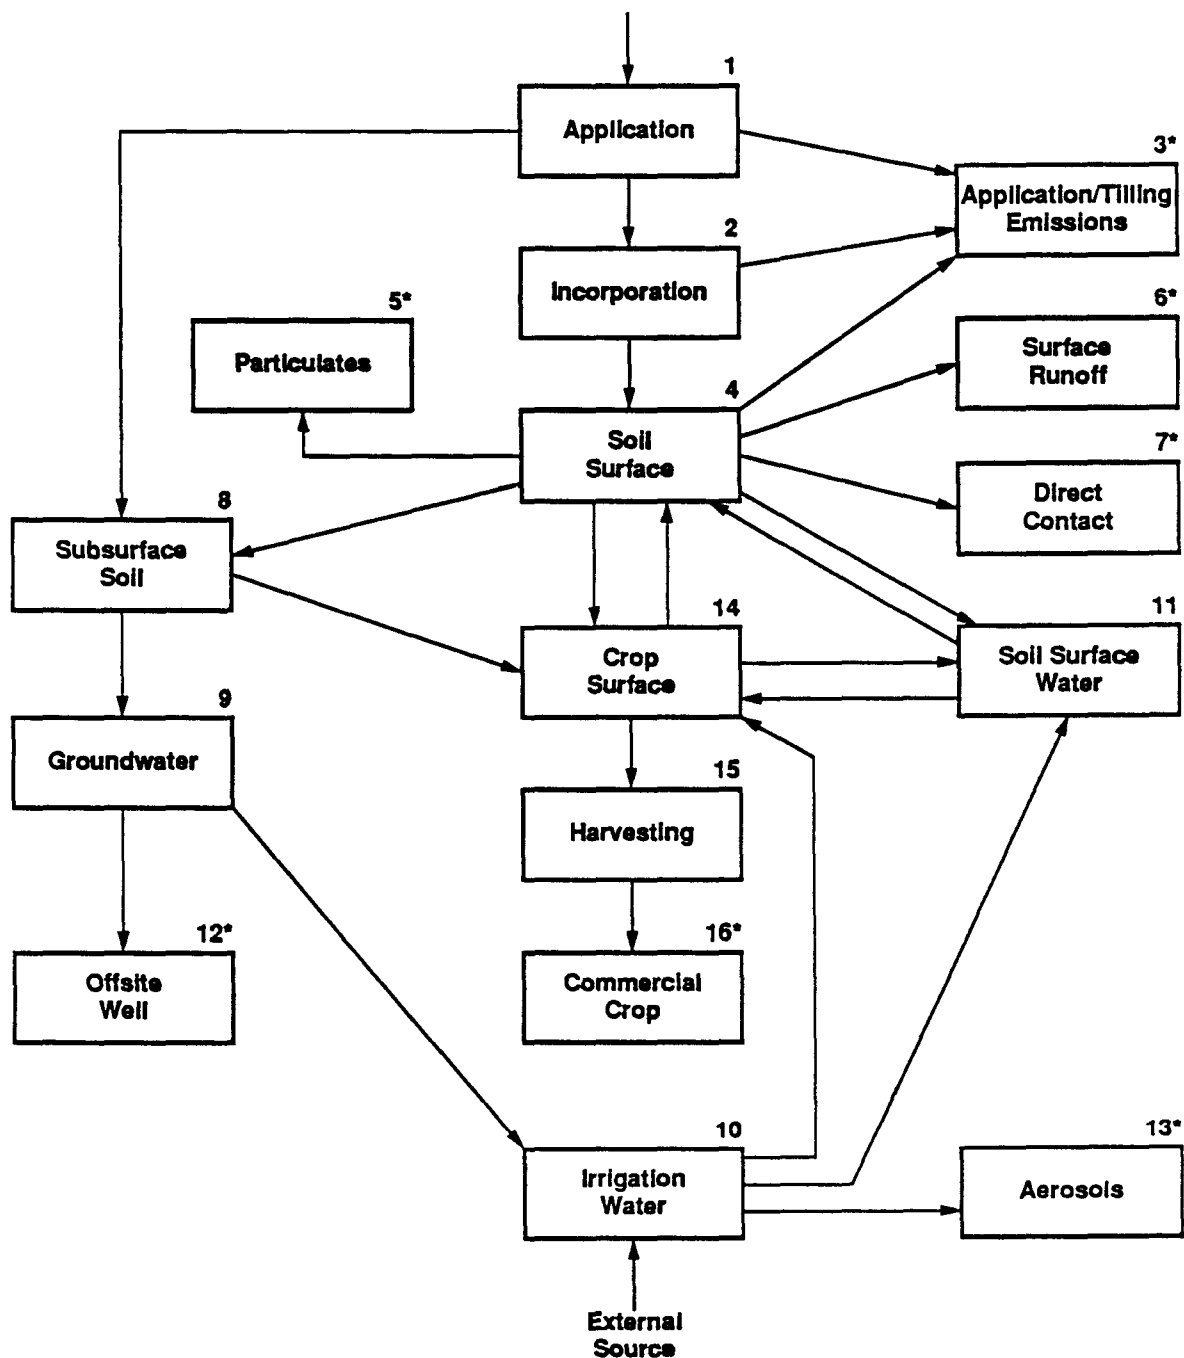 1
Application
3*
Application/Tilling
Emissions
2
Incorporation
5*
Particulates
6*
Surface
Runoff
4
Soil
Surface
7*
Direct
Contact
8
Subsurface
Soil
14
Crop
Surface
11
Soil Surface
Water
9
Groundwater
15
Harvesting
12*
Offsite
Well
16*
Commercial
Crop
10
Irrigation
Water
13*
Aerosols
External
Source